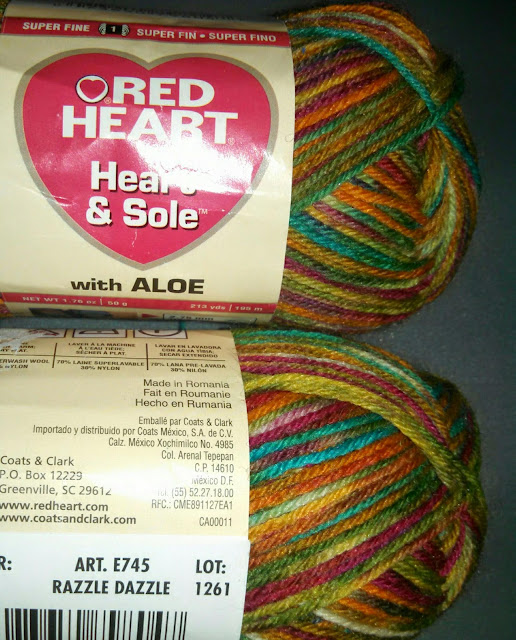 SUPER FINE 1 SUPER FIN • SUPER FINO
RED
HEART®
Heart
& Sole™
with ALOE
NET WT 1.76 oz / 50 g 213 yds / 195 m
2.75 mm
LAVER À LA MACHINE LAVAR EN LAVADORA
À L'EAU TIÈDE. CON AGUA TIBIA,
SÉCHER À PLAT. SECAR EXTENDIDO
ERWASH WOOL 70% LAINE SUPERLAVABLE 70% LANA PRE-LAVADA
% NYLON 30% NYLON 30% NILÓN
Made in Romania
Fait en Roumanie
Hecho en Rumania
Emballé par Coats & Clark
Importado y distribuido por Coats México, S.A. de C.V.
Calz. México Xochimilco No. 4985
Col. Arenal Tepepan
C.P. 14610
México D.F.
Tel. (55) 52.27.18.00
RFC.: CME891127EA1
CA00011
Coats & Clark
P.O. Box 12229
Greenville, SC 29612
www.redheart.com
www.coatsandclark.com
R: ART. E745 LOT:
RAZZLE DAZZLE 1261